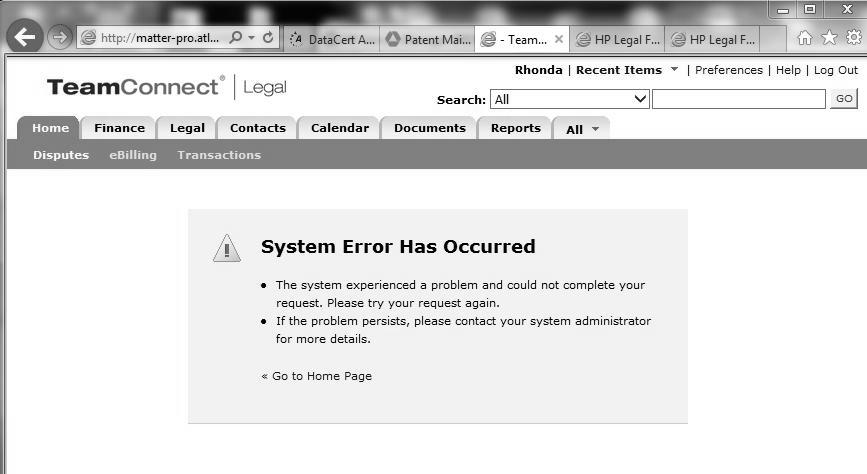 http://matter-pro.atl...
DataCert A...
Patent Mai...
- Team...
HP Legal F...
HP Legal F...
Rhonda | Recent Items | Preferences | Help | Log Out
TeamConnect® | Legal
Search: All GO
Home Finance Legal Contacts Calendar Documents Reports All
Disputes eBilling Transactions
System Error Has Occurred
• The system experienced a problem and could not complete your
request. Please try your request again.
• If the problem persists, please contact your system administrator
for more details.
« Go to Home Page